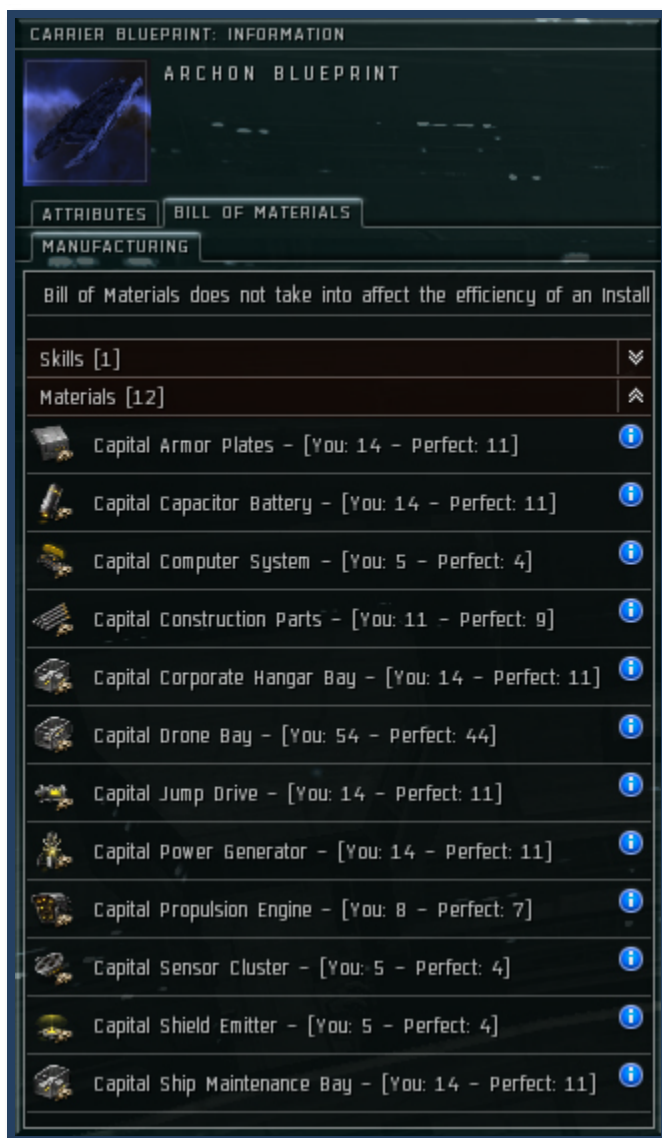 CARRIER BLUEPRINT: INFORMATION
ARCHON BLUEPRINT
ATTRIBUTES
BILL OF MATERIALS
MANUFACTURING
Bill of Materials does not take into affect the efficiency of an Install
Skills [1]
Materials [12]
Capital Armor Plates - [You: 14 - Perfect: 11]
Capital Capacitor Battery - [You: 14 - Perfect: 11]
Capital Computer System - [You: 5 - Perfect: 4]
Capital Construction Parts - [You: 11 - Perfect: 9]
Capital Corporate Hangar Bay - [You: 14 - Perfect: 11]
Capital Drone Bay - [You: 54 - Perfect: 44]
Capital Jump Drive - [You: 14 - Perfect: 11]
Capital Power Generator - [You: 14 - Perfect: 11]
Capital Propulsion Engine - [You: 8 - Perfect: 7]
Capital Sensor Cluster - [You: 5 - Perfect: 4]
Capital Shield Emitter - [You: 5 - Perfect: 4]
Capital Ship Maintenance Bay - [You: 14 - Perfect: 11]